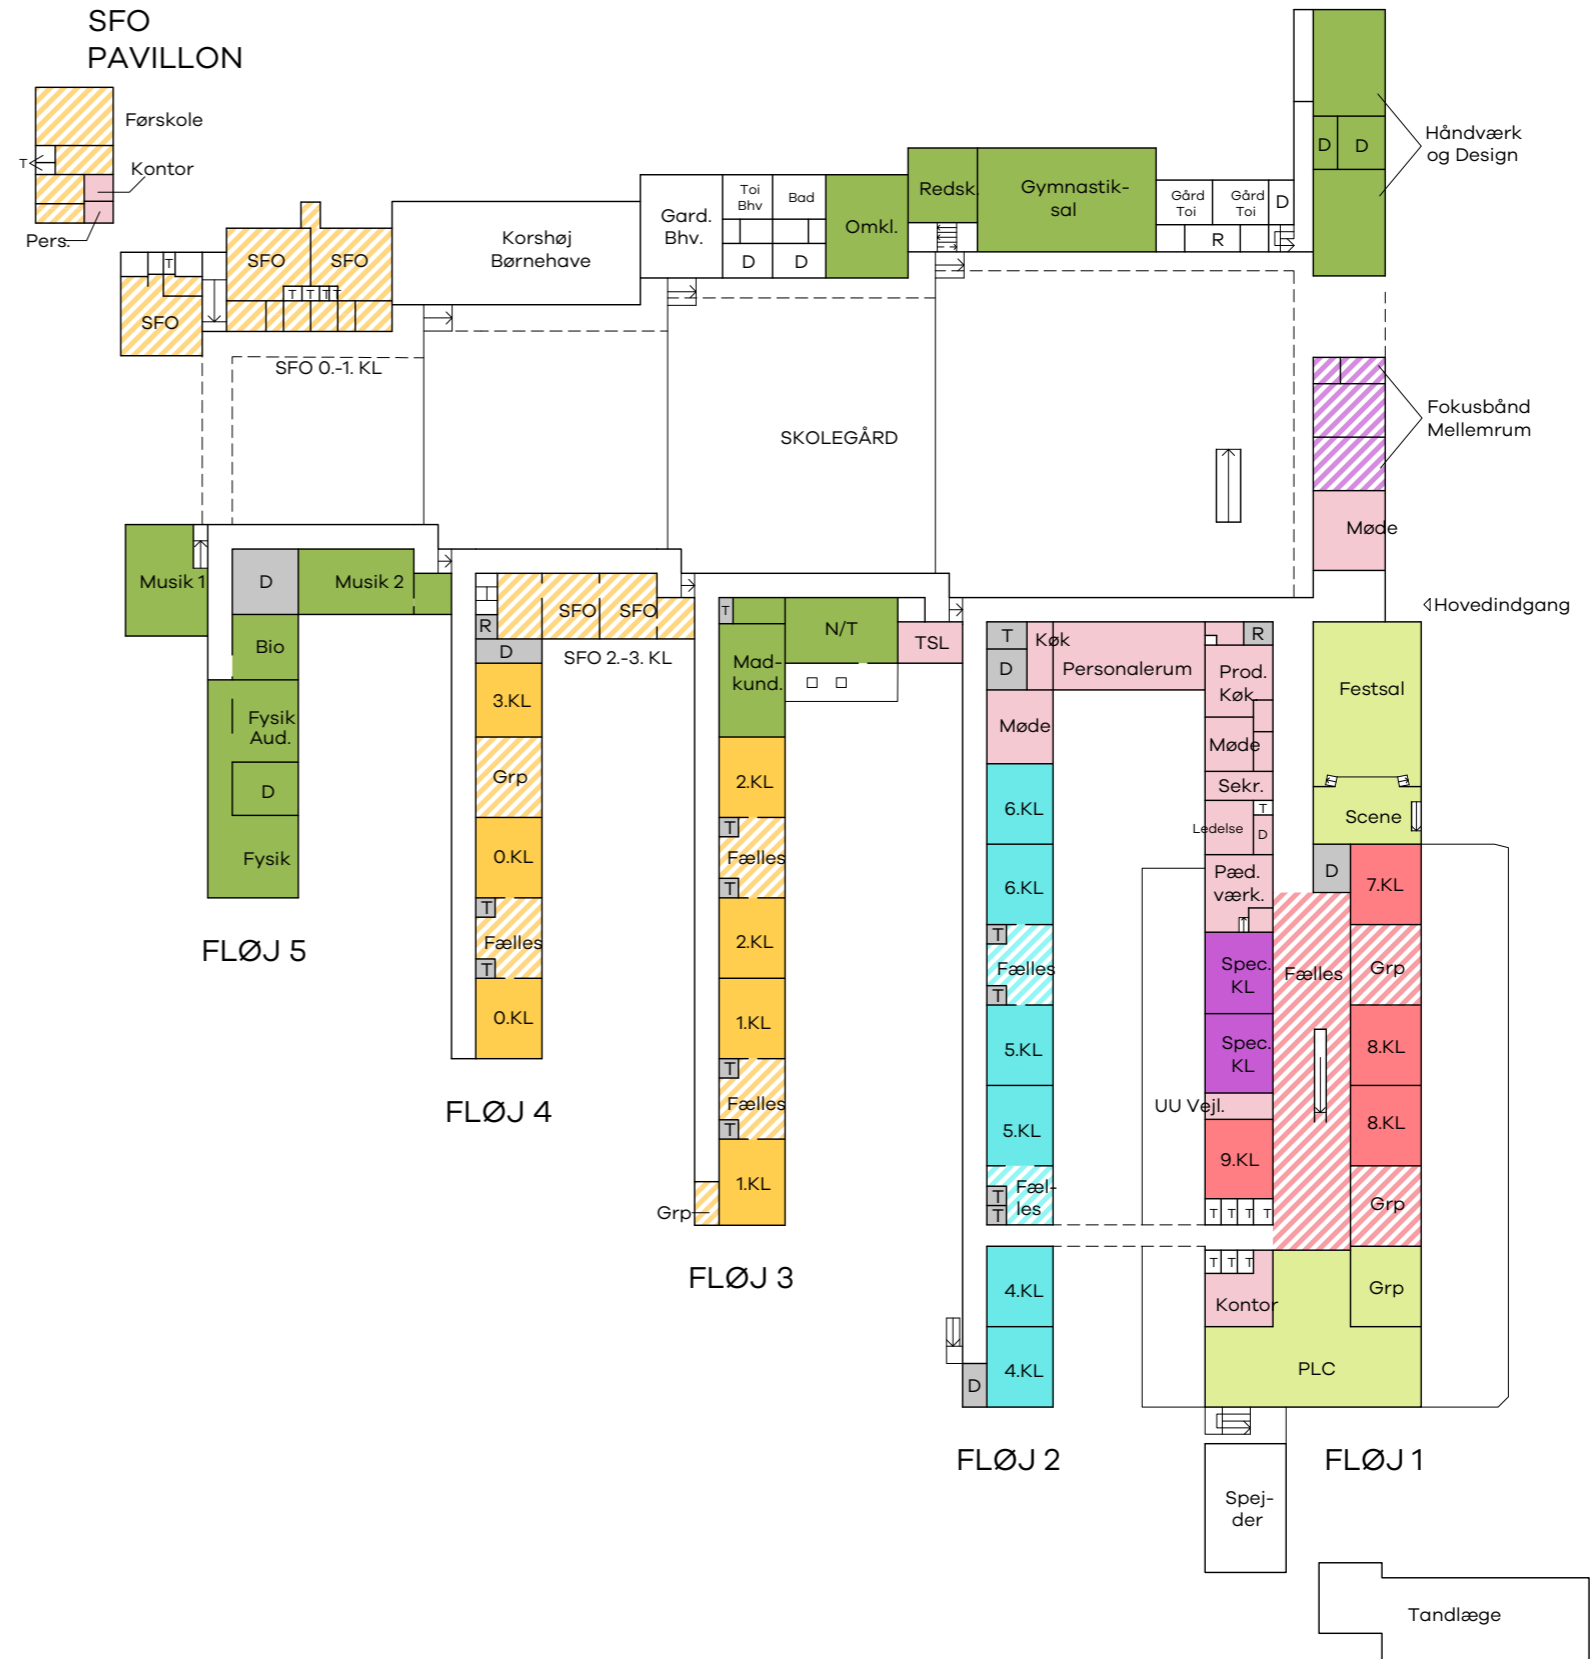 SFO
PAVILLON
Førskole
T
Kontor
Pers.
SFO
SFO
T
T
T
T
T
SFO
SFO 0.-1. KL
Korshøj
Børnehave
Gard.
Bhv.
Toi
Bhv
Bad
D
D
Omkl.
Redsk.
Gymnastik-
sal
Gård
Toi
Gård
Toi
D
R
D
D
Håndværk
og Design
SKOLEGÅRD
Fokusbånd
Mellemrum
Møde
Hovedindgang
Musik 1
D
Musik 2
Bio
Fysik
Aud.
D
Fysik
FLØJ 5
R
SFO
SFO
D
SFO 2.-3. KL
3.KL
Grp
0.KL
T
Fælles
T
0.KL
FLØJ 4
T
N/T
TSL
Mad-
kund.
2.KL
T
Fælles
T
2.KL
1.KL
T
Fælles
T
1.KL
Grp
FLØJ 3
T
Køk
D
Personalerum
Møde
6.KL
6.KL
T
Fælles
T
5.KL
5.KL
Fæl-
les
T
T
4.KL
4.KL
D
FLØJ 2
R
Prod.
Køk.
Møde
Sekr.
Ledelse
T
D
Pæd.
værk.
Spec.
KL
Spec.
KL
UU Vejl.
9.KL
T
T
T
T
T
T
T
Kontor
Festsal
Scene
D
7.KL
Fælles
Grp
8.KL
8.KL
Grp
Grp
PLC
FLØJ 1
Spej-
der
Tandlæge